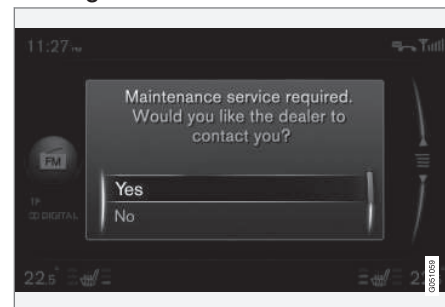 11:27 PM
Maintenance service required.
Would you like the dealer to
contact you?
FM
Yes
No
TP
DIGITAL
22.5°
G051059